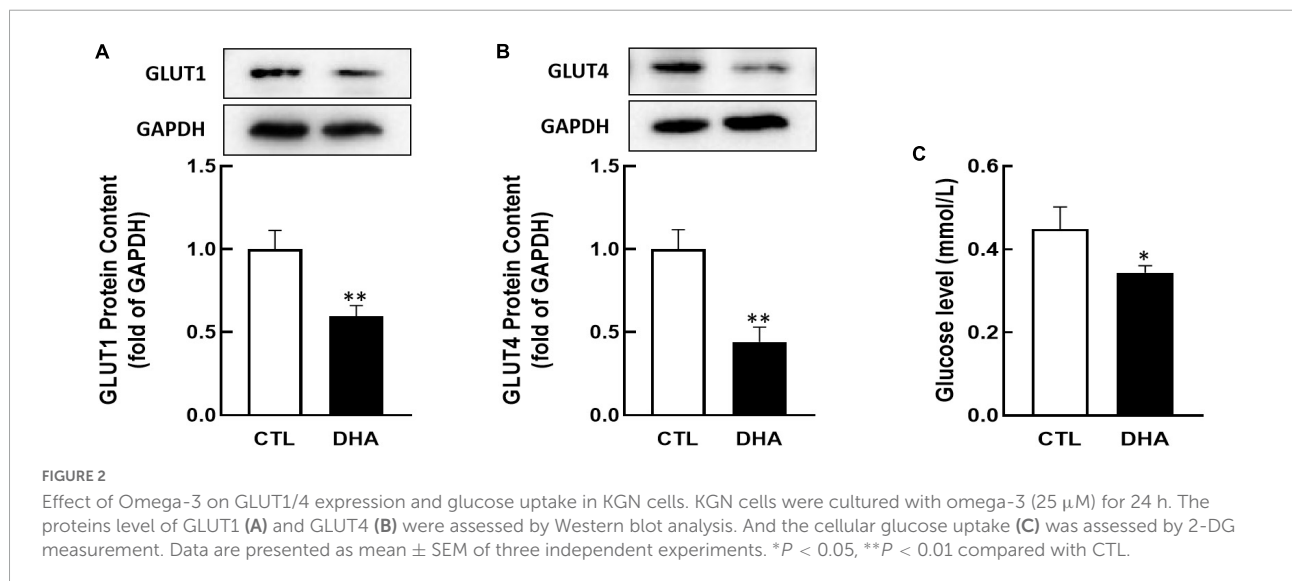 A
GLUT1
GAPDH
GLUT1 Protein Content
(fold of GAPDH)
1.5
1.0
0.5
0.0
**
CTL DHA
B
GLUT4
GAPDH
GLUT4 Protein Content
(fold of GAPDH)
1.5
1.0
0.5
0.0
**
CTL DHA
C
Glucose level (mmol/L)
0.6
0.4
0.2
0.0
*
CTL DHA
FIGURE 2
Effect of Omega-3 on GLUT1/4 expression and glucose uptake in KGN cells. KGN cells were cultured with omega-3 (25 μM) for 24 h. The
proteins level of GLUT1 (A) and GLUT4 (B) were assessed by Western blot analysis. And the cellular glucose uptake (C) was assessed by 2-DG
measurement. Data are presented as mean ± SEM of three independent experiments. *P < 0.05, **P < 0.01 compared with CTL.